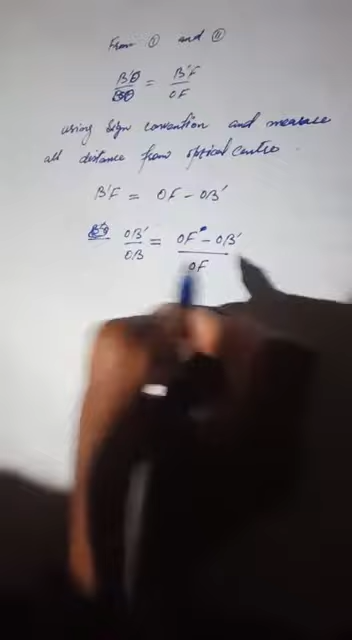 From ① and ②
B'O/BO = B'F/OF
using sign convention and measure
all distance from optical centre.
B'F = OF - OB'
OB'/OB = OF - OB'/OF